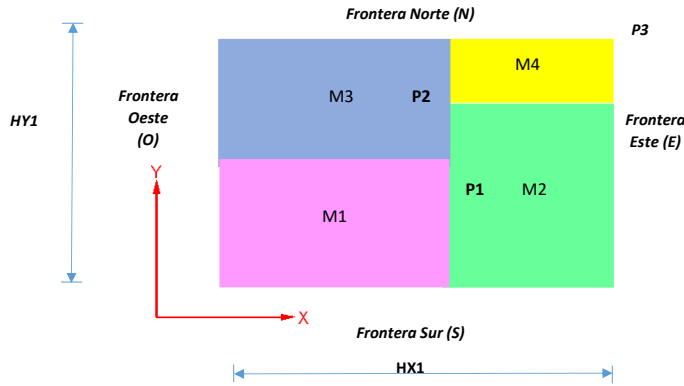 Frontera Norte (N)
P3
M4
Frontera
Oeste
(O)
M3
P2
HY1
Frontera
Este (E)
Y
P1
M2
M1
X
Frontera Sur (S)
HX1